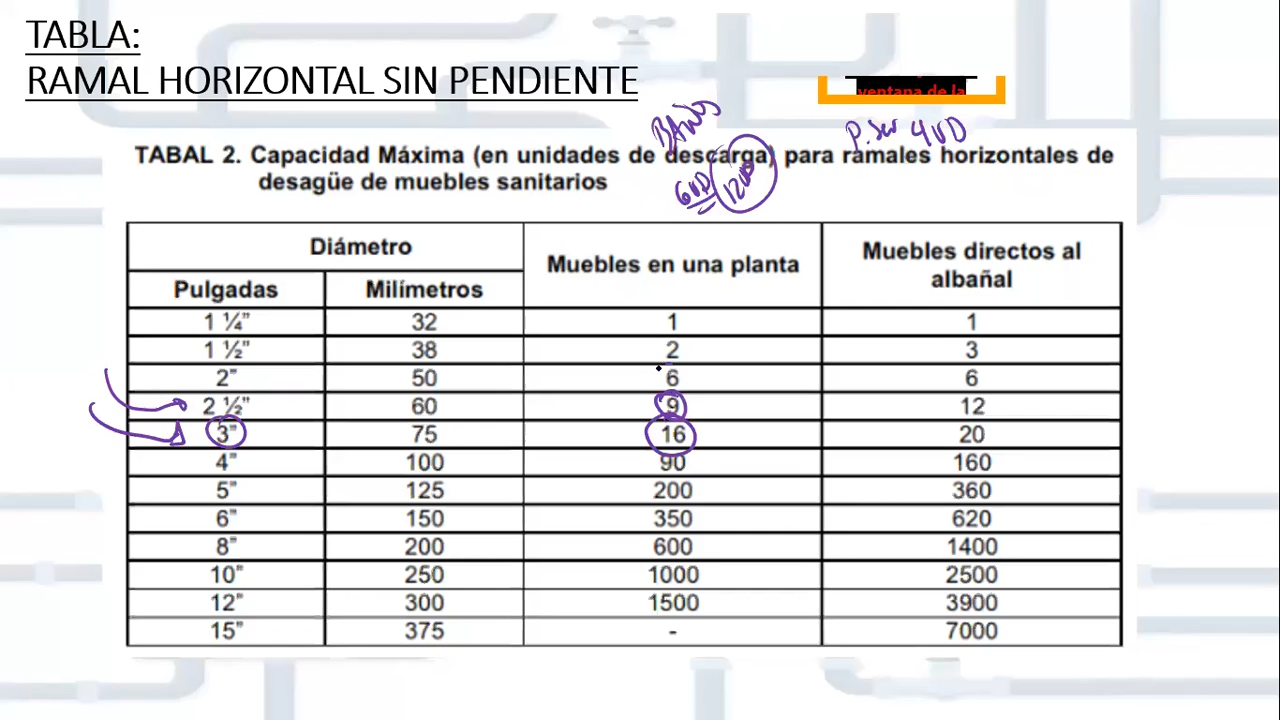 TABLA:
RAMAL HORIZONTAL SIN PENDIENTE
ventana de la
BAÑOS
P. Ser 4UD
TABAL 2. Capacidad Máxima (en unidades de descarga) para ramales horizontales de
desagüe de muebles sanitarios
6UD 12UD
Diámetro Muebles en una planta Muebles directos al
albañal
Pulgadas Milímetros
1 ¼” 32 1 1
1 ½” 38 2 3
2” 50 6 6
2 ½” 60 9 12
3” 75 16 20
4” 100 90 160
5” 125 200 360
6” 150 350 620
8” 200 600 1400
10” 250 1000 2500
12” 300 1500 3900
15” 375 - 7000